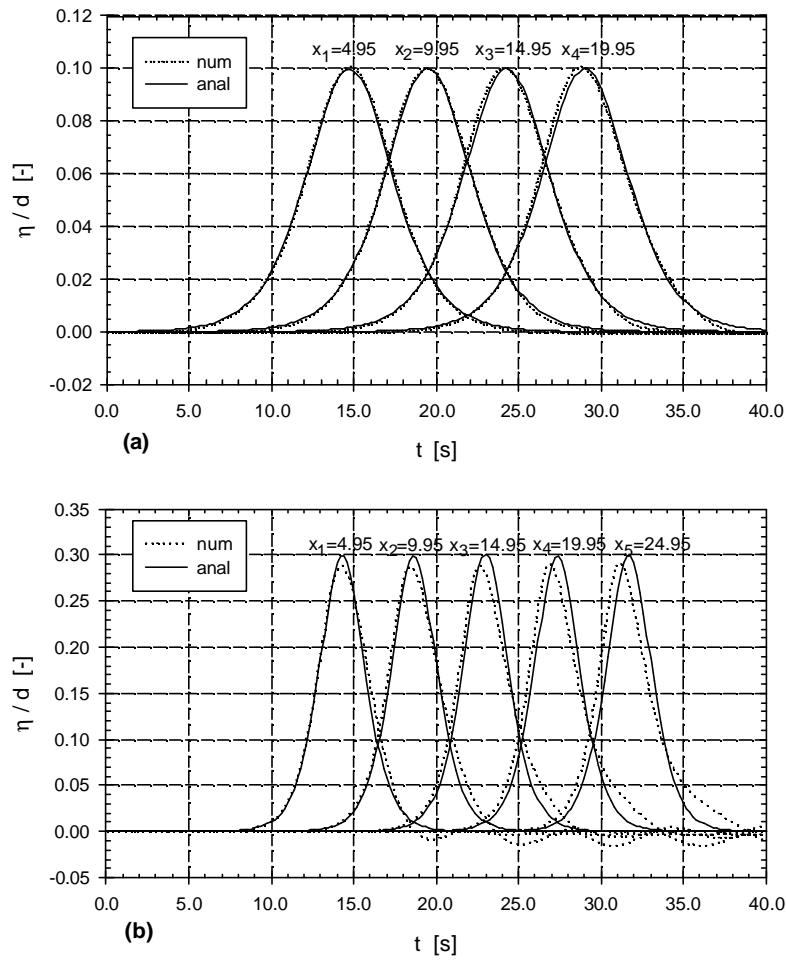 0.12
0.10
0.08
0.06
0.04
0.02
0.00
-0.02
η / d [-]
num
anal
x1=4.95 x2=9.95 x3=14.95 x4=19.95
0.0 5.0 10.0 15.0 20.0 25.0 30.0 35.0 40.0
(a)
t [s]
0.35
0.30
0.25
0.20
0.15
0.10
0.05
0.00
-0.05
η / d [-]
num
anal
x1=4.95 x2=9.95 x3=14.95 x4=19.95 x5=24.95
0.0 5.0 10.0 15.0 20.0 25.0 30.0 35.0 40.0
(b)
t [s]